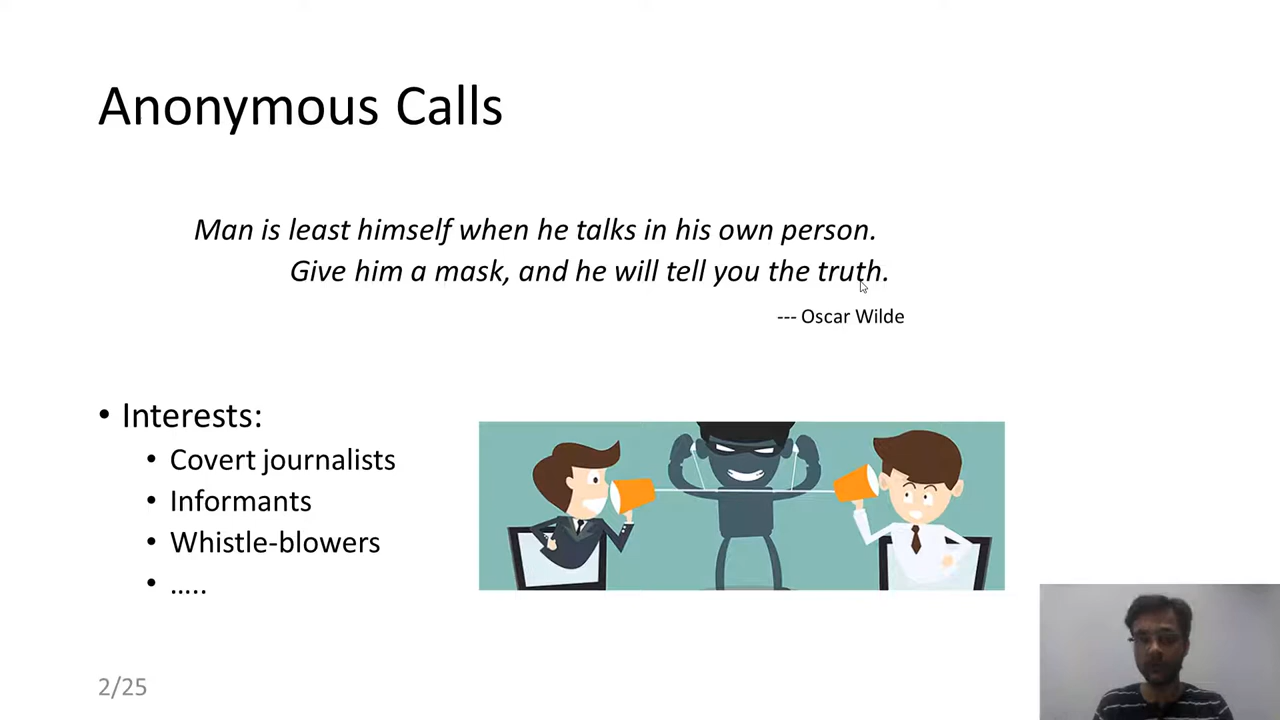 Anonymous Calls
Man is least himself when he talks in his own person.
Give him a mask, and he will tell you the truth.
--- Oscar Wilde
• Interests:
• Covert journalists
• Informants
• Whistle-blowers
• …..
2/25